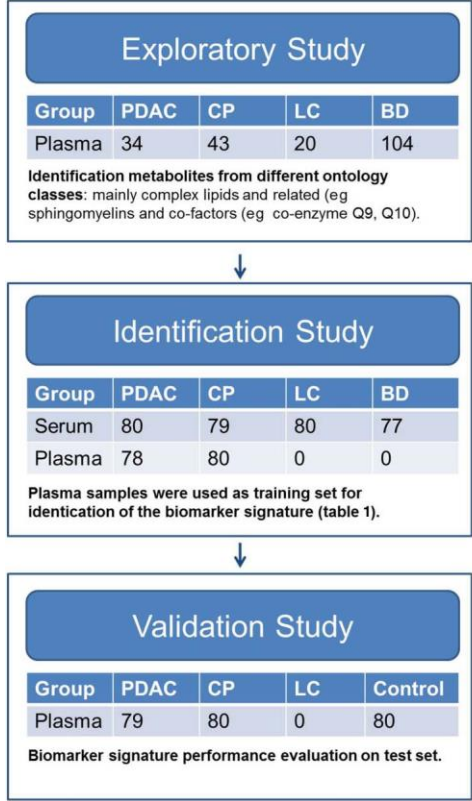 Exploratory Study
Group PDAC CP LC BD
Plasma 34 43 20 104
Identification metabolites from different ontology
classes: mainly complex lipids and related (eg
sphingomyelins and co-factors (eg co-enzyme Q9, Q10).
Identification Study
Group PDAC CP LC BD
Serum 80 79 80 77
Plasma 78 80 0 0
Plasma samples were used as training set for
identication of the biomarker signature (table 1).
Validation Study
Group PDAC CP LC Control
Plasma 79 80 0 80
Biomarker signature performance evaluation on test set.